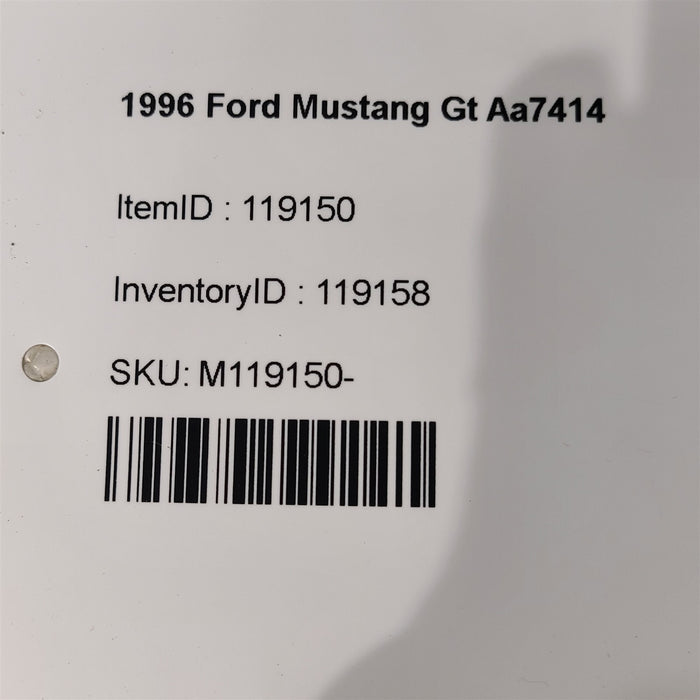 1996 Ford Mustang Gt Aa7414
ItemID : 119150
InventoryID : 119158
SKU: M119150-